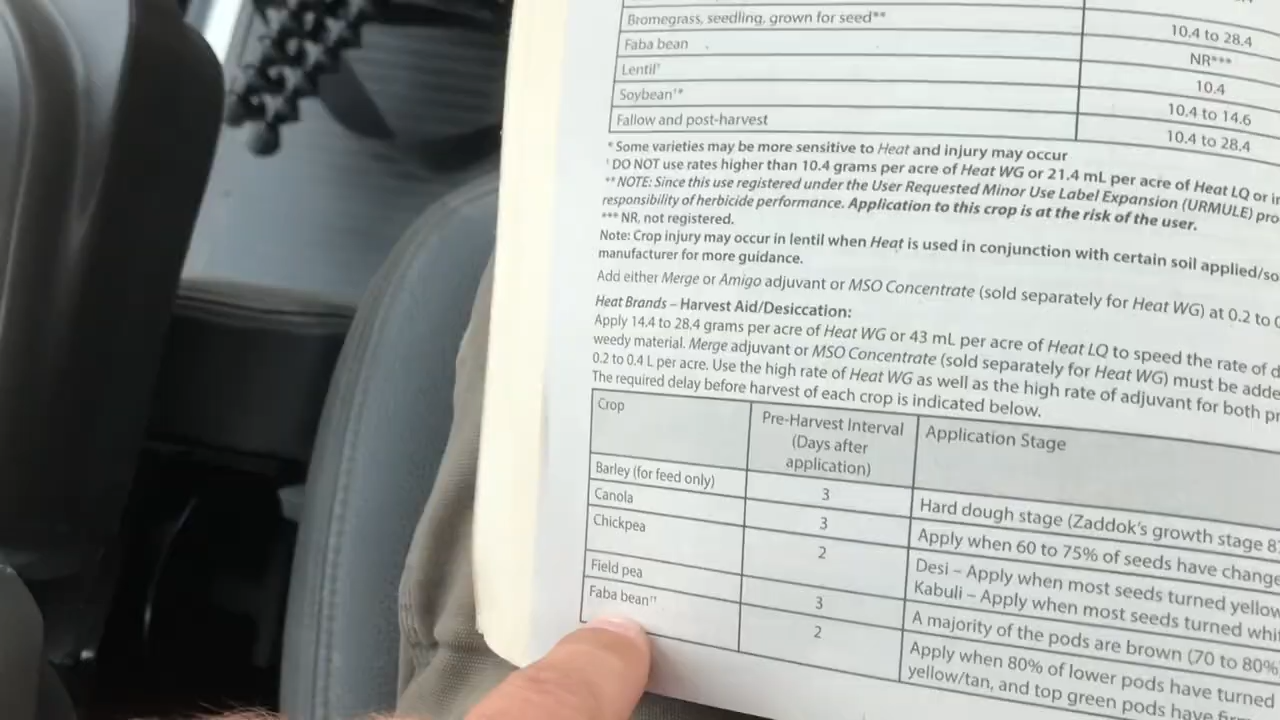 Bromegrass, seedling, grown for seed** 10.4 to 28.4
Faba bean NR***
Lentil† 10.4
Soybean†* 10.4 to 14.6
Fallow and post-harvest 10.4 to 28.4
* Some varieties may be more sensitive to Heat and injury may occur
† DO NOT use rates higher than 10.4 grams per acre of Heat WG or 21.4 mL per acre of Heat LQ or
** NOTE: Since this use registered under the User Requested Minor Use Label Expansion (URMULE)
responsibility of herbicide performance. Application to this crop is at the risk of the user.
*** NR, not registered.
Note: Crop injury may occur in lentil when Heat is used in conjunction with certain soil
manufacturer for more guidance.
Add either Merge or Amigo adjuvant or MSO Concentrate (sold separately for Heat WG) at 0.2 to
Heat Brands – Harvest Aid/Desiccation:
Apply 14.4 to 28.4 grams per acre of Heat WG or 43 mL per acre of Heat LQ to speed the rate of
weedy material. Merge adjuvant or MSO Concentrate (sold separately for Heat WG) must be
0.2 to 0.4 L per acre. Use the high rate of Heat WG as well as the high rate of adjuvant for both
The required delay before harvest of each crop is indicated below.
Crop Pre-Harvest Interval Application Stage
(Days after
application)
Barley (for feed only) 3 Hard dough stage (Zaddok's growth stage
Canola 3 Apply when 60 to 75% of seeds have
Chickpea 2 Desi – Apply when most seeds turned yellow
Kabuli – Apply when most seeds turned
Field pea 3 A majority of the pods are brown (70 to 80%
Faba bean†† 2 Apply when 80% of lower pods have turned
yellow/tan, and top green pods have